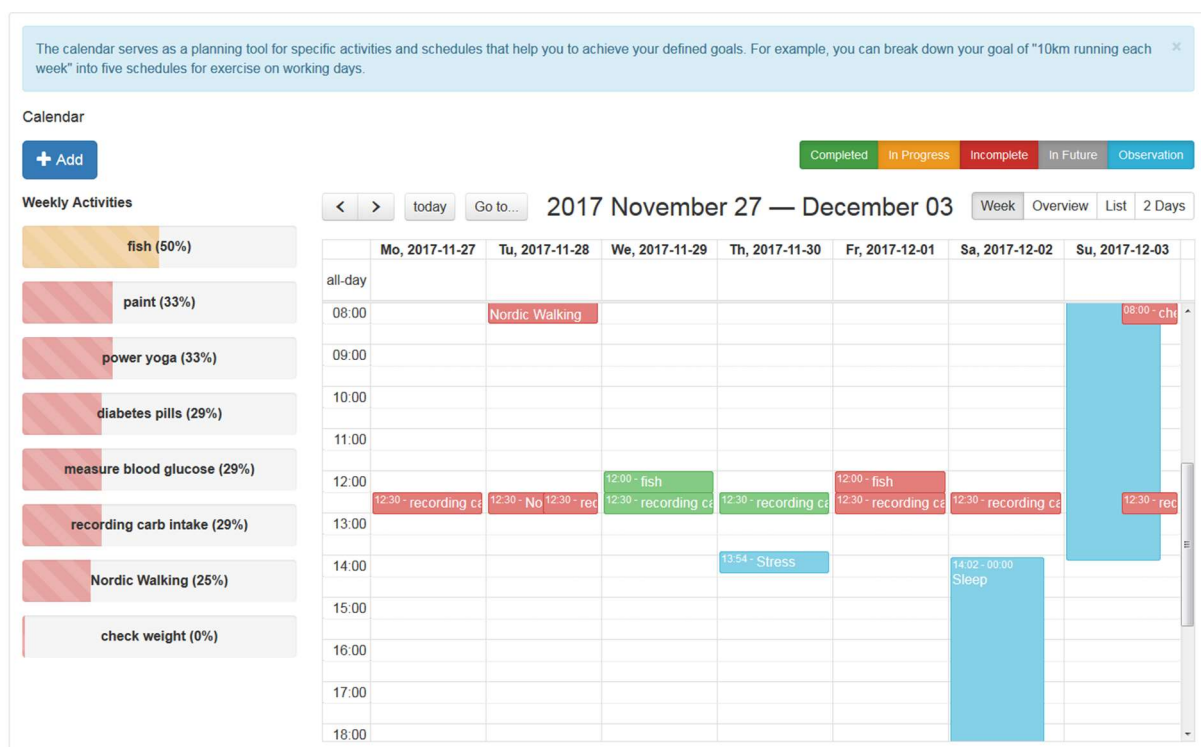 The calendar serves as a planning tool for specific activities and schedules that help you to achieve your defined goals. For example, you can break down your goal of "10km running each
week" into five schedules for exercise on working days.
×
Calendar
+ Add
Completed In Progress Incomplete In Future Observation
Weekly Activities
fish (50%)
paint (33%)
power yoga (33%)
diabetes pills (29%)
measure blood glucose (29%)
recording carb intake (29%)
Nordic Walking (25%)
check weight (0%)
< > today Go to... 2017 November 27 — December 03 Week Overview List 2 Days
Mo, 2017-11-27 Tu, 2017-11-28 We, 2017-11-29 Th, 2017-11-30 Fr, 2017-12-01 Sa, 2017-12-02 Su, 2017-12-03
all-day
08:00 Nordic Walking 08:00 - che
09:00
10:00
11:00
12:00 12:00 - fish 12:00 - fish
12:30 - recording ca 12:30 - No 12:30 - rec 12:30 - recording ca 12:30 - recording ca 12:30 - recording ca 12:30 - recording ca 12:30 - rec
13:00
13:54 - Stress
14:00 14:02 - 00:00
Sleep
15:00
16:00
17:00
18:00